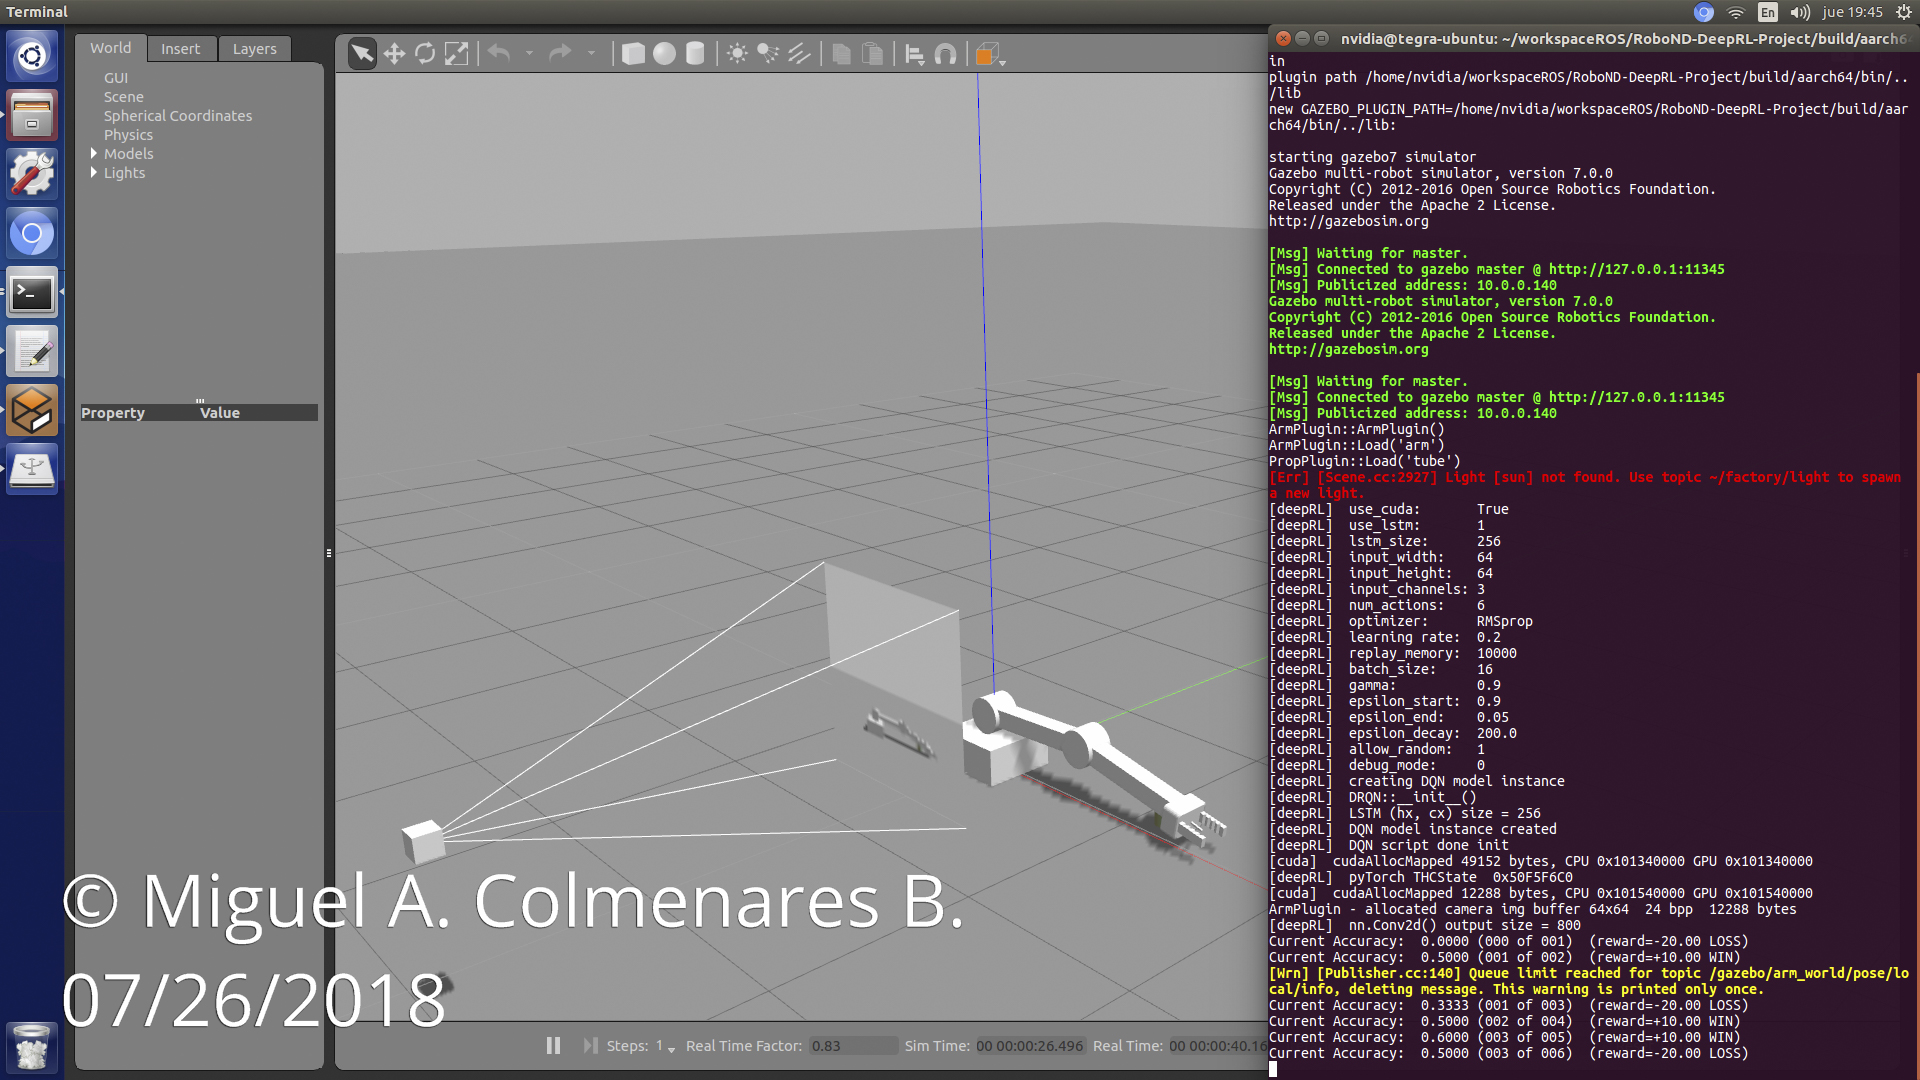 Terminal
En
jue 19:45
World
Insert
Layers
GUI
Scene
Spherical Coordinates
Physics
Models
Lights
Property Value
Steps: 1
Real Time Factor: 0.83
Sim Time: 00 00:00:26.496
Real Time: 00 00:00:40.16
© Miguel A. Colmenares B.
07/26/2018
nvidia@tegra-ubuntu: ~/workspaceROS/RoboND-DeepRL-Project/build/aarch6
in
plugin path /home/nvidia/workspaceROS/RoboND-DeepRL-Project/build/aarch64/bin/..
/lib
new GAZEBO_PLUGIN_PATH=/home/nvidia/workspaceROS/RoboND-DeepRL-Project/build/aar
ch64/bin/../lib:
starting gazebo7 simulator
Gazebo multi-robot simulator, version 7.0.0
Copyright (C) 2012-2016 Open Source Robotics Foundation.
Released under the Apache 2 License.
http://gazebosim.org
[Msg] Waiting for master.
[Msg] Connected to gazebo master @ http://127.0.0.1:11345
[Msg] Publicized address: 10.0.0.140
Gazebo multi-robot simulator, version 7.0.0
Copyright (C) 2012-2016 Open Source Robotics Foundation.
Released under the Apache 2 License.
http://gazebosim.org
[Msg] Waiting for master.
[Msg] Connected to gazebo master @ http://127.0.0.1:11345
[Msg] Publicized address: 10.0.0.140
ArmPlugin::ArmPlugin()
ArmPlugin::Load('arm')
PropPlugin::Load('tube')
[Err] [Scene.cc:2927] Light [sun] not found. Use topic ~/factory/light to spawn
a new light.
[deepRL]  use_cuda:       True
[deepRL]  use_lstm:       1
[deepRL]  lstm_size:      256
[deepRL]  input_width:    64
[deepRL]  input_height:   64
[deepRL]  input_channels: 3
[deepRL]  num_actions:    6
[deepRL]  optimizer:      RMSprop
[deepRL]  learning rate:  0.2
[deepRL]  replay_memory:  10000
[deepRL]  batch_size:     16
[deepRL]  gamma:          0.9
[deepRL]  epsilon_start:  0.9
[deepRL]  epsilon_end:    0.05
[deepRL]  epsilon_decay:  200.0
[deepRL]  allow_random:   1
[deepRL]  debug_mode:     0
[deepRL]  creating DQN model instance
[deepRL]  DRQN::__init__()
[deepRL]  LSTM (hx, cx) size = 256
[deepRL]  DQN model instance created
[deepRL]  DQN script done init
[cuda]  cudaAllocMapped 49152 bytes, CPU 0x101340000 GPU 0x101340000
[deepRL]  pyTorch THCState  0x50F5F6C0
[cuda]  cudaAllocMapped 12288 bytes, CPU 0x101540000 GPU 0x101540000
ArmPlugin - allocated camera img buffer 64x64  24 bpp  12288 bytes
[deepRL]  nn.Conv2d() output size = 800
Current Accuracy:  0.0000 (000 of 001)  (reward=-20.00 LOSS)
Current Accuracy:  0.5000 (001 of 002)  (reward=+10.00 WIN)
[Wrn] [Publisher.cc:140] Queue limit reached for topic /gazebo/arm_world/pose/lo
cal/info, deleting message. This warning is printed only once.
Current Accuracy:  0.3333 (001 of 003)  (reward=-20.00 LOSS)
Current Accuracy:  0.5000 (002 of 004)  (reward=+10.00 WIN)
Current Accuracy:  0.6000 (003 of 005)  (reward=+10.00 WIN)
Current Accuracy:  0.5000 (003 of 006)  (reward=-20.00 LOSS)